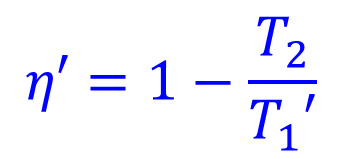 η′ = 1 − T₂/T₁′